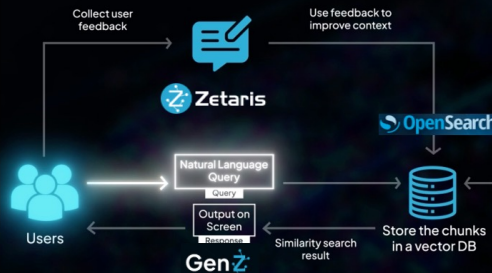 Collect user
feedback
Use feedback to
improve context
Zetaris
OpenSearch
Natural Language
Query
Query
Output on
Screen
Response
Users
Similarity search
result
Store the chunks
in a vector DB
GenZ